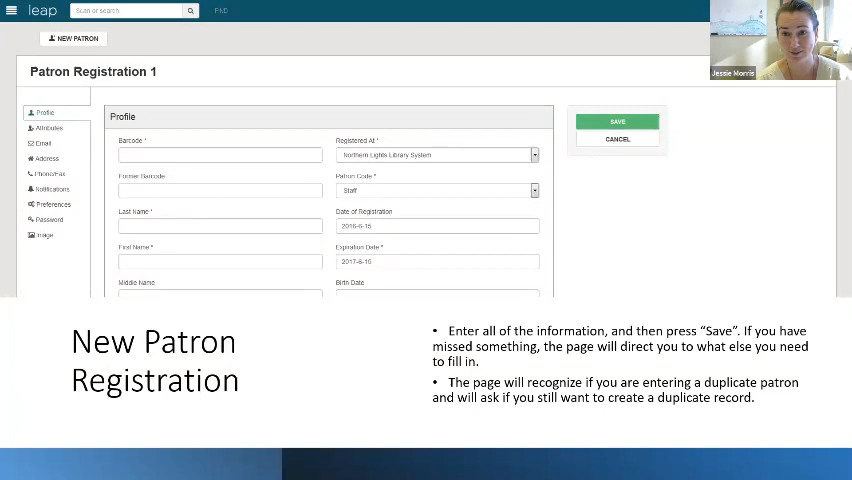 leap
Scan or search
FIND
NEW PATRON
Patron Registration 1
Jessie Morris
Profile
Attributes
Email
Address
Phone/Fax
Notifications
Preferences
Password
Image
Profile
Barcode *
Registered At *
Northern Lights Library System
Former Barcode
Patron Code *
Staff
Last Name *
Date of Registration
2016-6-15
First Name *
Expiration Date *
2017-6-15
Middle Name
Birth Date
SAVE
CANCEL
New Patron
Registration
• Enter all of the information, and then press “Save”. If you have
missed something, the page will direct you to what else you need
to fill in.
• The page will recognize if you are entering a duplicate patron
and will ask if you still want to create a duplicate record.